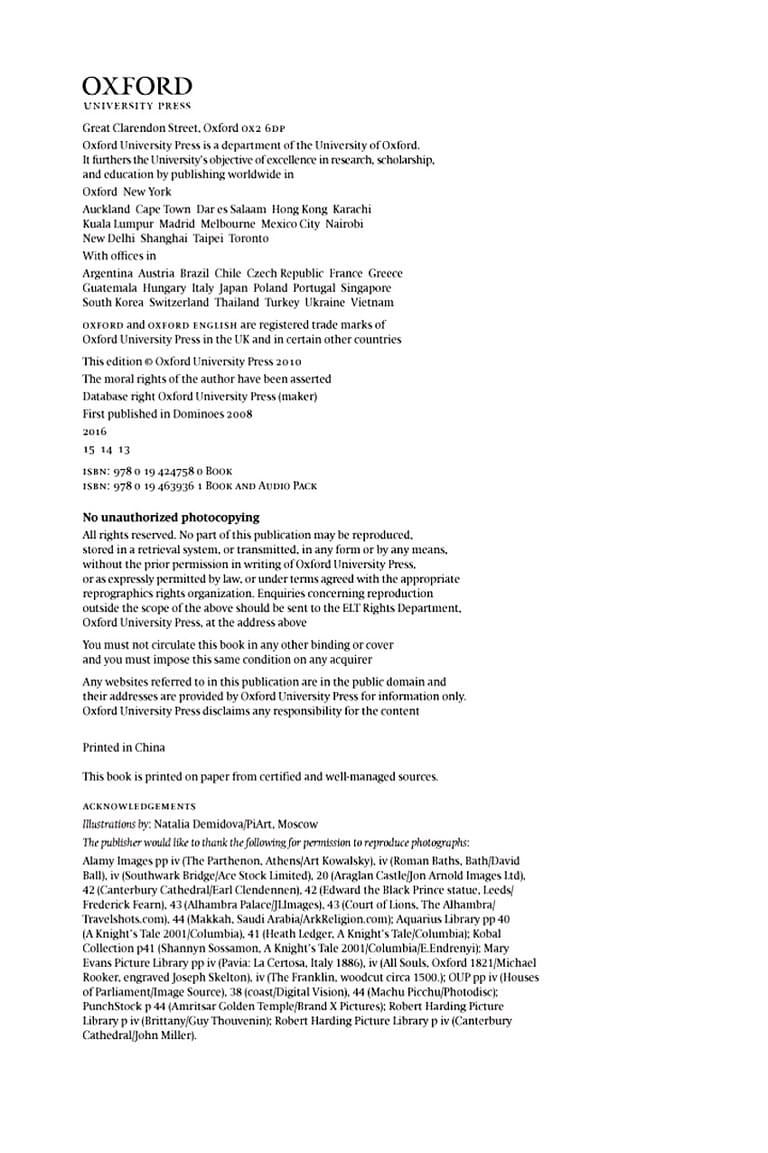 OXFORD
UNIVERSITY PRESS
Great Clarendon Street, Oxford OX2 6DP
Oxford University Press is a department of the University of Oxford.
It furthers the University's objective of excellence in research, scholarship,
and education by publishing worldwide in
Oxford New York
Auckland Cape Town Dar es Salaam Hong Kong Karachi
Kuala Lumpur Madrid Melbourne Mexico City Nairobi
New Delhi Shanghai Taipei Toronto
With offices in
Argentina Austria Brazil Chile Czech Republic France Greece
Guatemala Hungary Italy Japan Poland Portugal Singapore
South Korea Switzerland Thailand Turkey Ukraine Vietnam
OXFORD and OXFORD ENGLISH are registered trade marks of
Oxford University Press in the UK and in certain other countries
This edition © Oxford University Press 2010
The moral rights of the author have been asserted
Database right Oxford University Press (maker)
First published in Dominoes 2008
2016
15 14 13
ISBN: 978 0 19 424758 0 BOOK
ISBN: 978 0 19 463936 1 BOOK AND AUDIO PACK
No unauthorized photocopying
All rights reserved. No part of this publication may be reproduced,
stored in a retrieval system, or transmitted, in any form or by any means,
without the prior permission in writing of Oxford University Press,
or as expressly permitted by law, or under terms agreed with the appropriate
reprographics rights organization. Enquiries concerning reproduction
outside the scope of the above should be sent to the ELT Rights Department,
Oxford University Press, at the address above
You must not circulate this book in any other binding or cover
and you must impose this same condition on any acquirer
Any websites referred to in this publication are in the public domain and
their addresses are provided by Oxford University Press for information only.
Oxford University Press disclaims any responsibility for the content
Printed in China
This book is printed on paper from certified and well-managed sources.
ACKNOWLEDGEMENTS
Illustrations by: Natalia Demidova/PiArt, Moscow
The publisher would like to thank the following for permission to reproduce photographs:
Alamy Images pp iv (The Parthenon, Athens/Art Kowalsky), iv (Roman Baths, Bath/David
Ball), iv (Southwark Bridge/Ace Stock Limited), 20 (Araglan Castle/Jon Arnold Images Ltd),
42 (Canterbury Cathedral/Earl Clendennen), 42 (Edward the Black Prince statue, Leeds/
Frederick Fearn), 43 (Alhambra Palace/JLImages), 43 (Court of Lions, The Alhambra/
Travelshots.com), 44 (Makkah, Saudi Arabia/ArkReligion.com); Aquarius Library pp 40
(A Knight's Tale 2001/Columbia), 41 (Heath Ledger, A Knight's Tale/Columbia); Kobal
Collection p41 (Shannyn Sossamon, A Knight's Tale 2001/Columbia/E.Endrenyi); Mary
Evans Picture Library pp iv (Pavia: La Certosa, Italy 1886), iv (All Souls, Oxford 1821/Michael
Rooker, engraved Joseph Skelton), iv (The Franklin, woodcut circa 1500.); OUP pp iv (Houses
of Parliament/Image Source), 38 (coast/Digital Vision), 44 (Machu Picchu/Photodisc);
PunchStock p 44 (Amritsar Golden Temple/Brand X Pictures); Robert Harding Picture
Library p iv (Brittany/Guy Thouvenin); Robert Harding Picture Library p iv (Canterbury
Cathedral/John Miller).